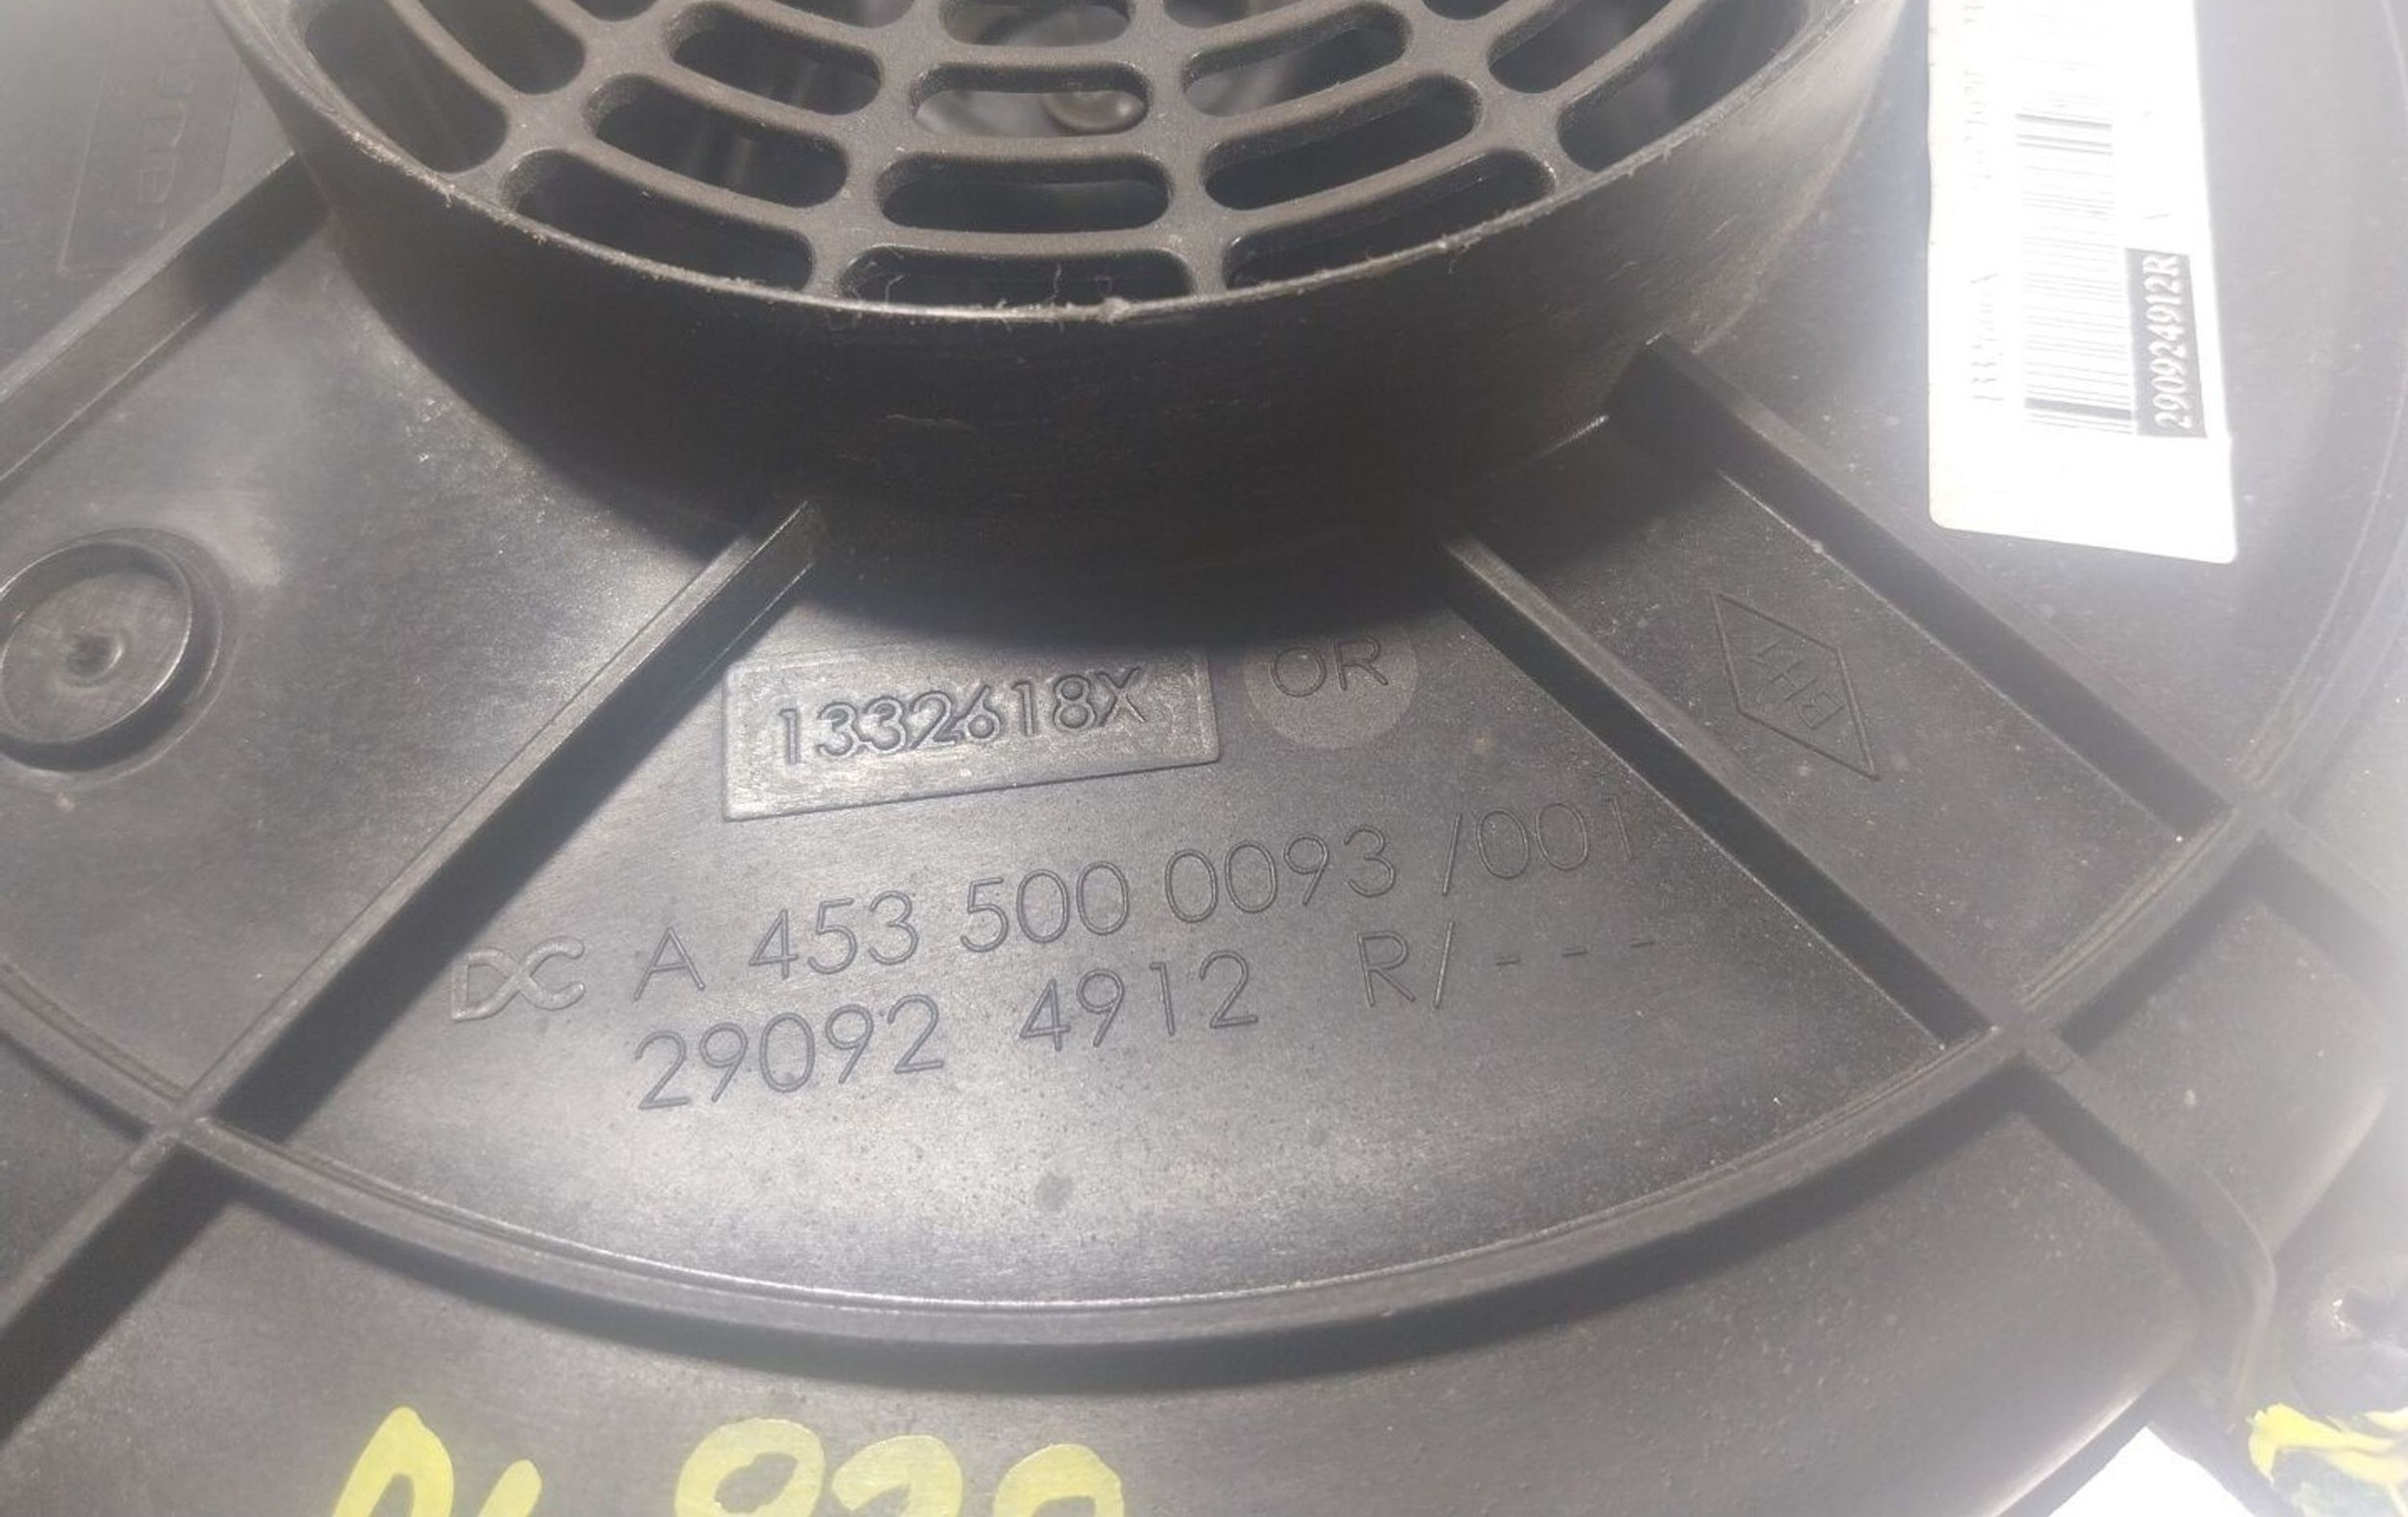 290924912R
1332618X
OR
DC A 453 500 0093 /001
29092 4912 R/---